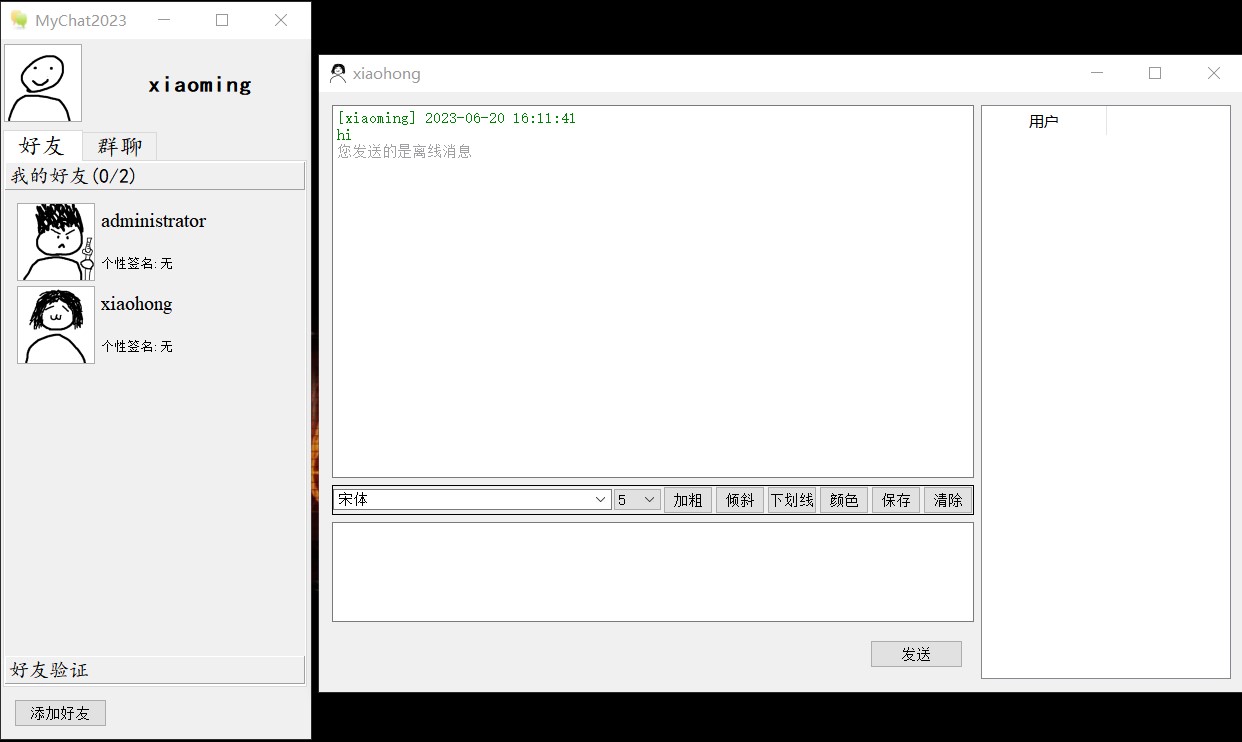 MyChat2023
xiaoming
好友
群聊
我的好友(0/2)
administrator
个性签名: 无
xiaohong
个性签名: 无
好友验证
添加好友
xiaohong
[xiaoming] 2023-06-20 16:11:41
hi
您发送的是离线消息
宋体 5 加粗 倾斜 下划线 颜色 保存 清除
发送
用户